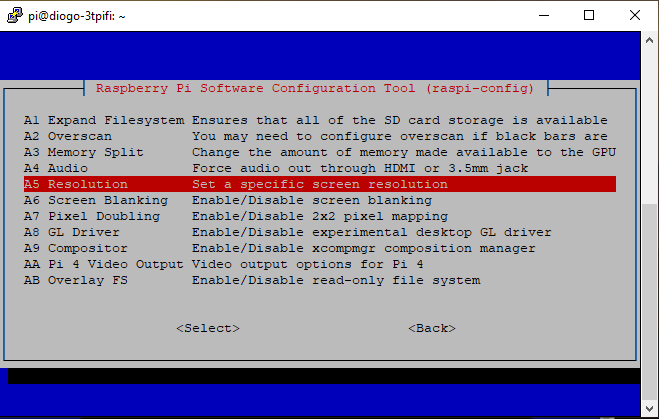 pi@diogo-3tpifi: ~
Raspberry Pi Software Configuration Tool (raspi-config)
A1 Expand Filesystem Ensures that all of the SD card storage is available
A2 Overscan You may need to configure overscan if black bars are
A3 Memory Split Change the amount of memory made available to the GPU
A4 Audio Force audio out through HDMI or 3.5mm jack
A5 Resolution Set a specific screen resolution
A6 Screen Blanking Enable/Disable screen blanking
A7 Pixel Doubling Enable/Disable 2x2 pixel mapping
A8 GL Driver Enable/Disable experimental desktop GL driver
A9 Compositor Enable/Disable xcompmgr composition manager
AA Pi 4 Video Output Video output options for Pi 4
AB Overlay FS Enable/Disable read-only file system
<Select> <Back>